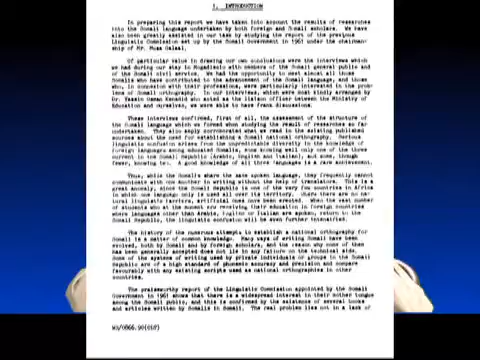 I. INTRODUCTION
In preparing this report we have taken into account the results of researches
into the Somali language undertaken by both foreign and Somali scholars. We have
also been greatly assisted in our task by studying the report of the previous
Linguistic Commission set up by the Somali Government in 1961 under the chairman-
ship of Mr. Musa Galaal.
Of particular value in drawing our own conclusions were the interviews which
we had during our stay in Mogadiscio with members of the Somali general public and
of the Somali civil service. We had the opportunity to meet almost all those
Somalis who have contributed to the advancement of the Somali language, and those
who, in connexion with their professions, were particularly interested in the prob-
lems of Somali orthography. In our interviews, which were most kindly arranged by
Dr. Yassin Osman Kenadid who acted as the liaison officer between the Ministry of
Education and ourselves, we were able to have frank discussions.
These interviews confirmed, first of all, the assessment of the structure of
the Somali language which we formed when studying the result of researches so far
undertaken. They also amply corroborated what we read in the existing published
sources about the need for establishing a Somali national orthography. Serious
linguistic confusion arises from the unpredictable diversity in the knowledge of
foreign languages among educated Somalis, some knowing well only one of the three
current in the Somali Republic (Arabic, English and Italian), and some, though
fewer, knowing two. A good knowledge of all three languages is a rare achievement.
Thus, while the Somalis share the same spoken language, they frequently cannot
communicate with one another in writing without the help of translators. This is a
great anomaly, since the Somali Republic is one of the very few countries in Africa
in which one language only is used all over its territory. Where there are no na-
tural linguistic barriers, artificial ones have been erected. When the vast number
of students who at the moment are receiving their education in foreign countries
where languages other than Arabic, English or Italian are spoken, return to the
Somali Republic, the linguistic confusion will be even further intensified.
The history of the numerous attempts to establish a national orthography for
Somali is a matter of common knowledge. Many ways of writing Somali have been
evolved, both by Somali and by foreign scholars, and the reason why none of them
has been generally accepted does not lie in any failure on the technical side.
Some of the systems of writing used by private individuals or groups in the Somali
Republic are of a high standard of phonetic accuracy and precision and compare
favourably with any existing scripts used as national orthographies in other
countries.
The praiseworthy report of the Linguistic Commission appointed by the Somali
Government in 1961 shows that there is a widespread interest in their mother tongue
among the Somali public, and this is confirmed by the existence of several books
and articles written by Somalis in Somali. The real problem lies not in a lack of
WS/0866.90(CLT)